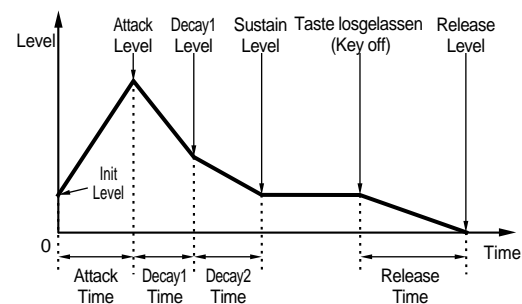 Attack Decay1 Sustain Taste losgelassen Release
Level Level Level Level (Key off) Level
Init
Level
0
Time
Attack Decay1 Decay2 Release
Time Time Time Time